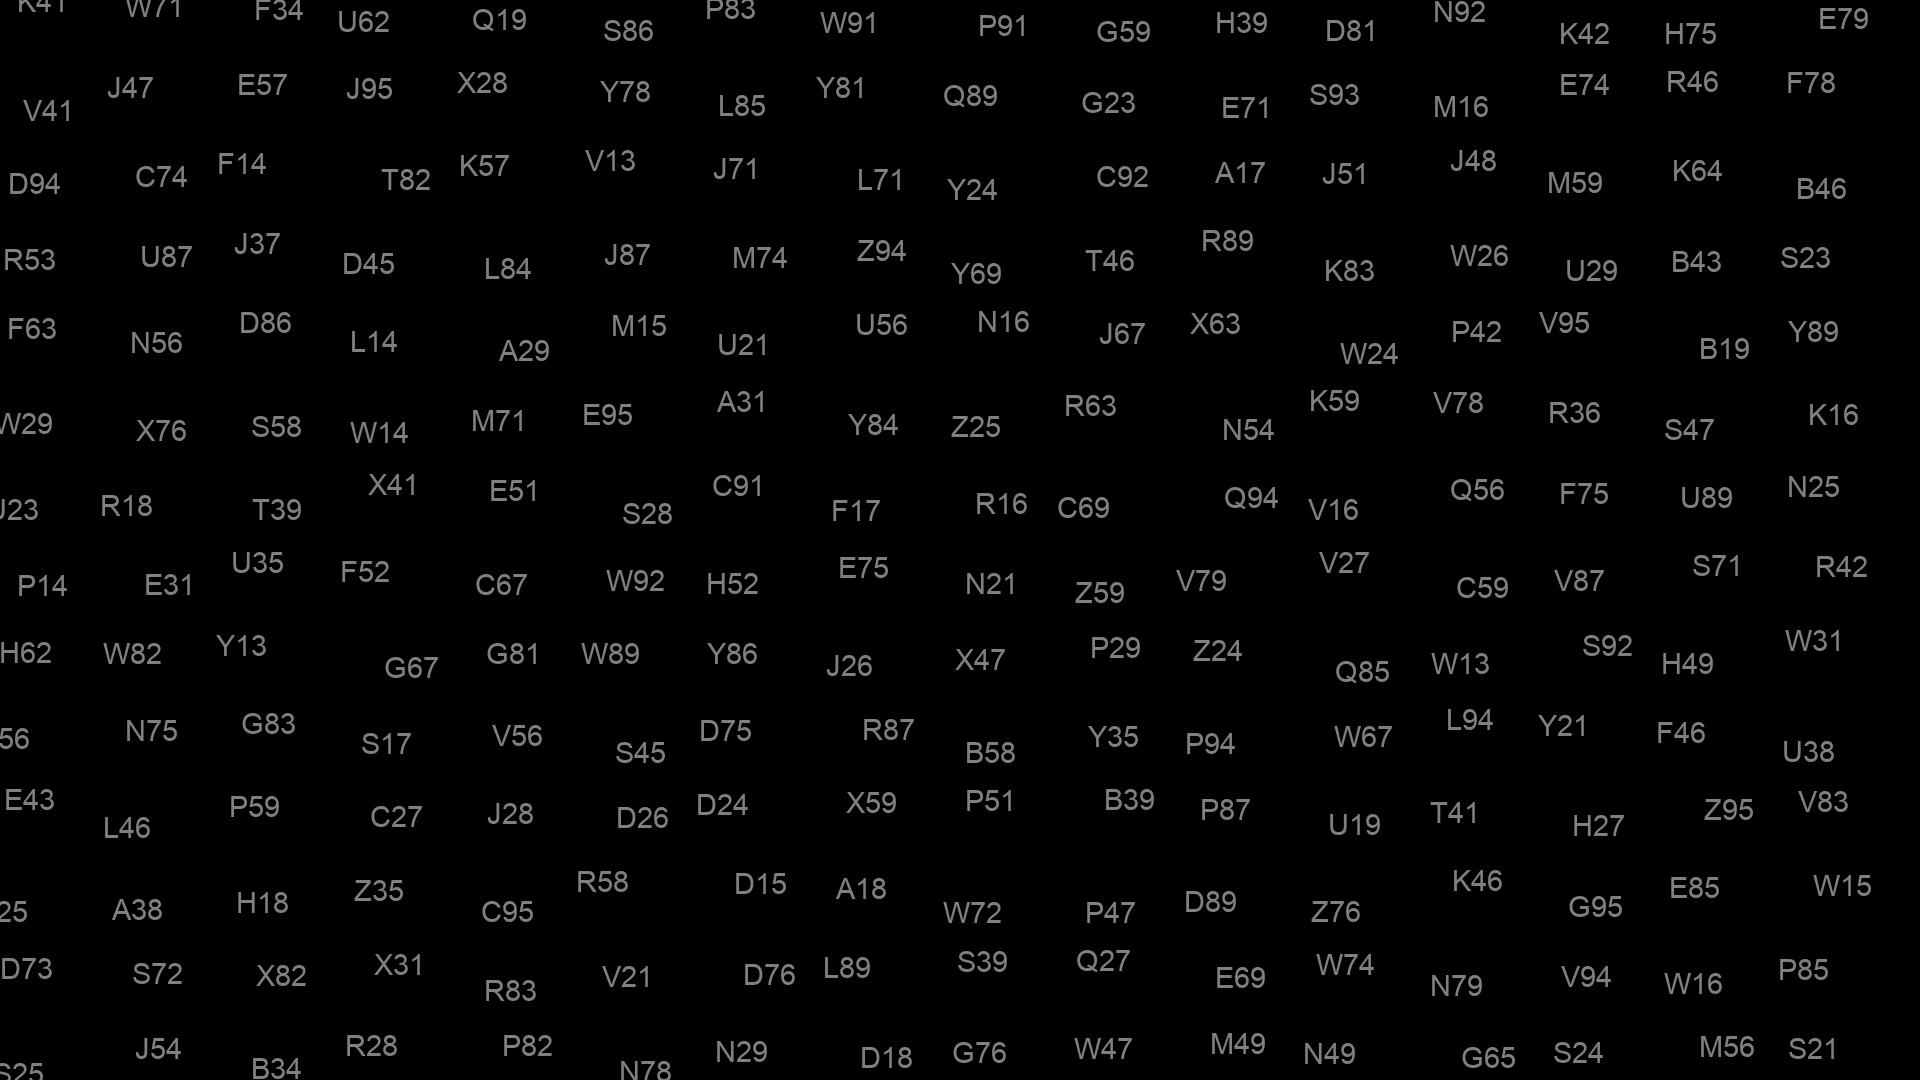 K41 W71 F34 U62 Q19 S86 P83 W91 P91 G59 H39 D81 N92 K42 H75 E79
V41 J47 E57 J95 X28 Y78 L85 Y81 Q89 G23 E71 S93 M16 E74 R46 F78
D94 C74 F14 T82 K57 V13 J71 L71 Y24 C92 A17 J51 J48 M59 K64 B46
R53 U87 J37 D45 L84 J87 M74 Z94 Y69 T46 R89 K83 W26 U29 B43 S23
F63 N56 D86 L14 A29 M15 U21 U56 N16 J67 X63 W24 P42 V95 B19 Y89
W29 X76 S58 W14 M71 E95 A31 Y84 Z25 R63 N54 K59 V78 R36 S47 K16
R18 T39 X41 E51 S28 C91 F17 R16 C69 Q94 V16 Q56 F75 U89 N25
P14 E31 U35 F52 C67 W92 H52 E75 N21 Z59 V79 V27 C59 V87 S71 R42
H62 W82 Y13 G67 G81 W89 Y86 J26 X47 P29 Z24 Q85 W13 S92 H49 W31
56 N75 G83 S17 V56 S45 D75 R87 B58 Y35 P94 W67 L94 Y21 F46 U38
E43 L46 P59 C27 J28 D26 D24 X59 P51 B39 P87 U19 T41 H27 Z95 V83
25 A38 H18 Z35 C95 R58 D15 A18 W72 P47 D89 Z76 K46 G95 E85 W15
D73 S72 X82 X31 R83 V21 D76 L89 S39 Q27 E69 W74 N79 V94 W16 P85
S25 J54 B34 R28 P82 N78 N29 D18 G76 W47 M49 N49 G65 S24 M56 S21